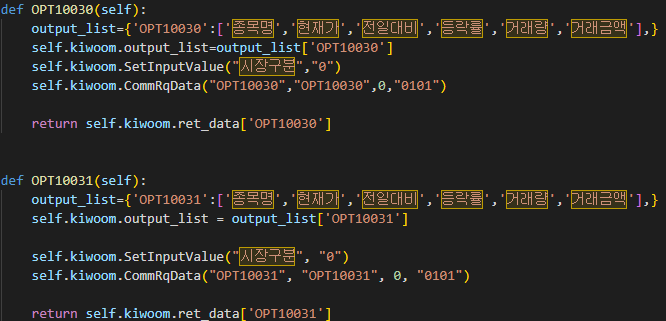 def OPT10030(self):
output_list={'OPT10030':['종목명','현재가','전일대비','등락률','거래량','거래금액'],}
self.kiwoom.output_list=output_list['OPT10030']
self.kiwoom.SetInputValue("시장구분","0")
self.kiwoom.CommRqData("OPT10030","OPT10030",0,"0101")
return self.kiwoom.ret_data['OPT10030']
def OPT10031(self):
output_list={'OPT10031':['종목명','현재가','전일대비','등락률','거래량','거래금액'],}
self.kiwoom.output_list = output_list['OPT10031']
self.kiwoom.SetInputValue("시장구분", "0")
self.kiwoom.CommRqData("OPT10031", "OPT10031", 0, "0101")
return self.kiwoom.ret_data['OPT10031']